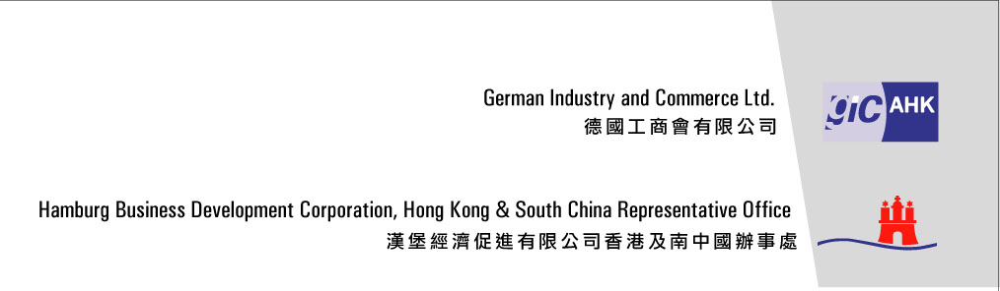 German Industry and Commerce Ltd.
德國工商會有限公司
gic AHK
Hamburg Business Development Corporation, Hong Kong & South China Representative Office
漢堡經濟促進有限公司香港及南中國辦事處